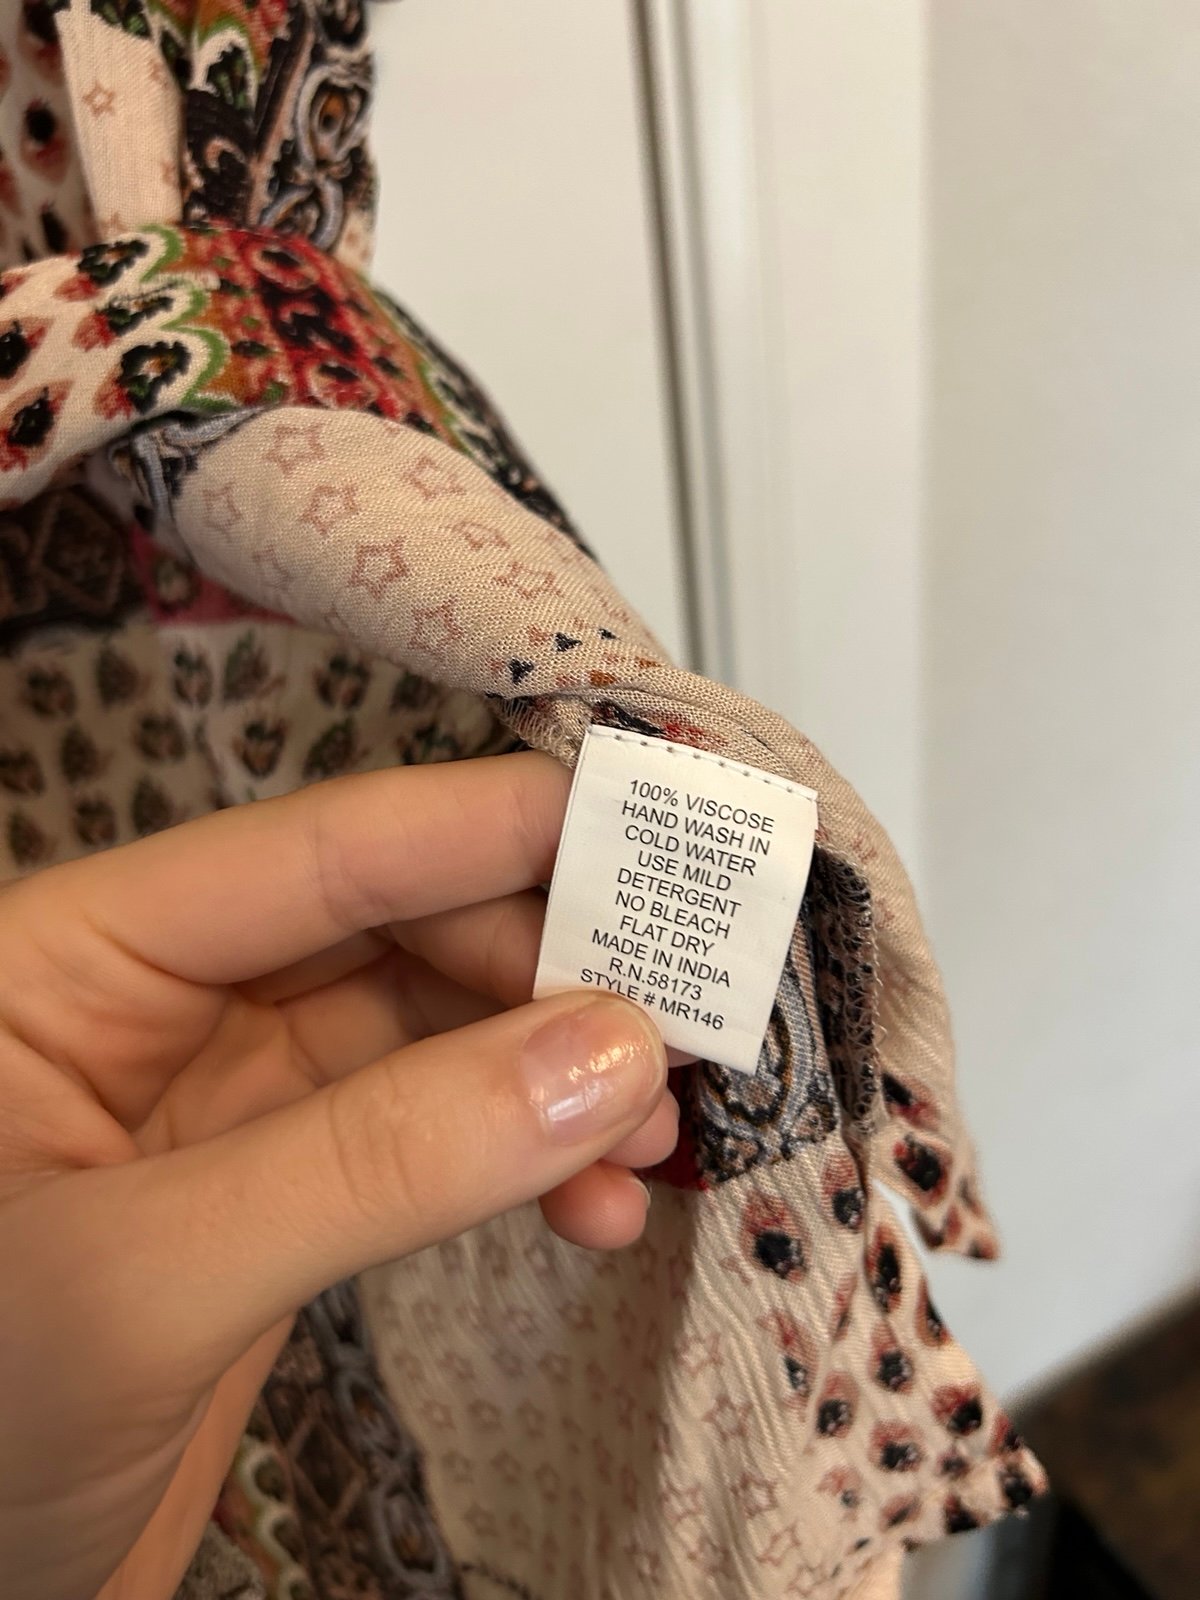 100% VISCOSE
HAND WASH IN
COLD WATER
USE MILD
DETERGENT
NO BLEACH
FLAT DRY
MADE IN INDIA
R.N.58173
STYLE # MR146